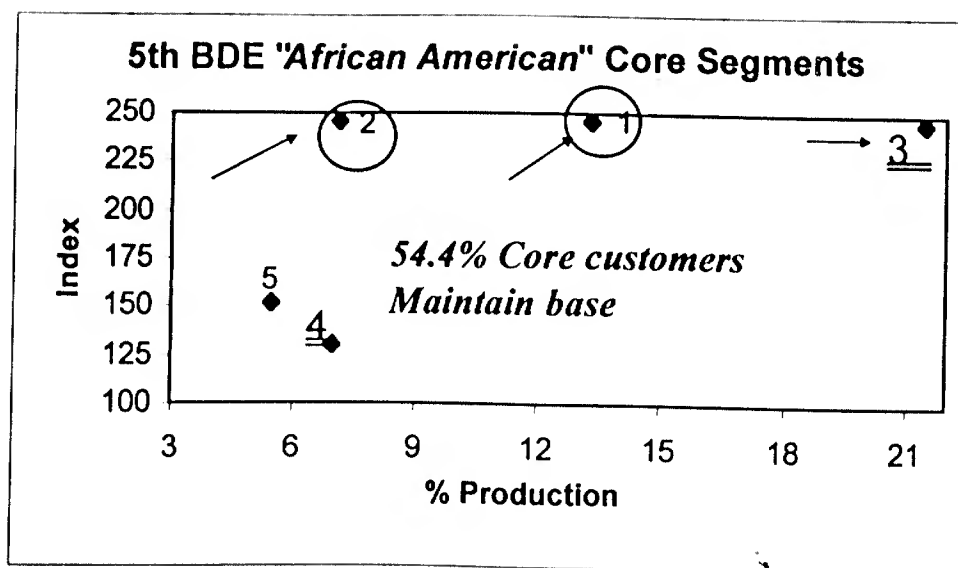 5th BDE "African American" Core Segments
250
225
200
175
150
125
100
Index
2
1
3
5
4
54.4% Core customers
Maintain base
3 6 9 12 15 18 21
% Production